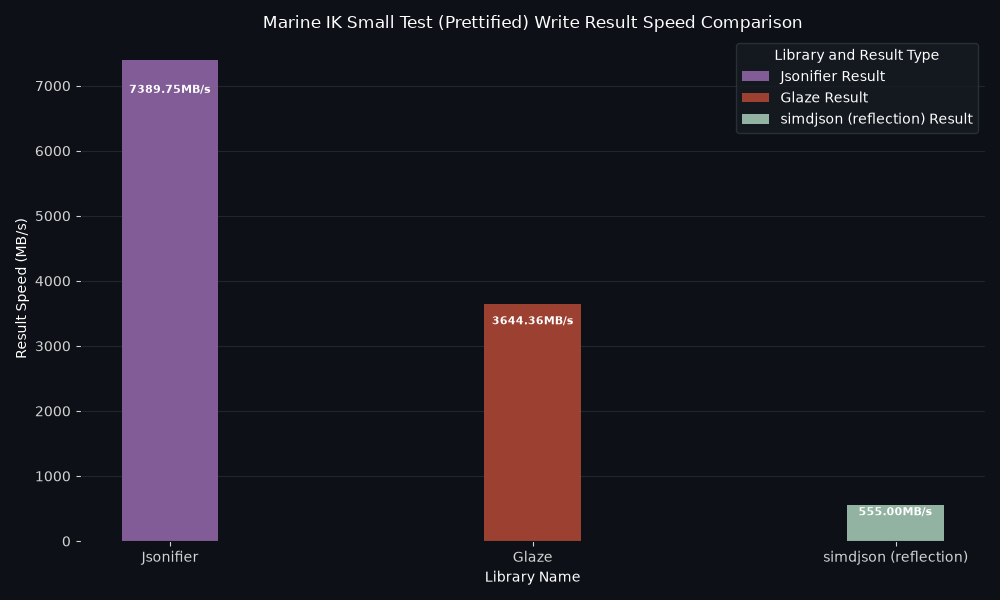 Marine IK Small Test (Prettified) Write Result Speed Comparison
Library and Result Type
Jsonifier Result
Glaze Result
simdjson (reflection) Result
Result Speed (MB/s)
7000
6000
5000
4000
3000
2000
1000
0
7389.75MB/s
3644.36MB/s
555.00MB/s
Jsonifier
Glaze
simdjson (reflection)
Library Name